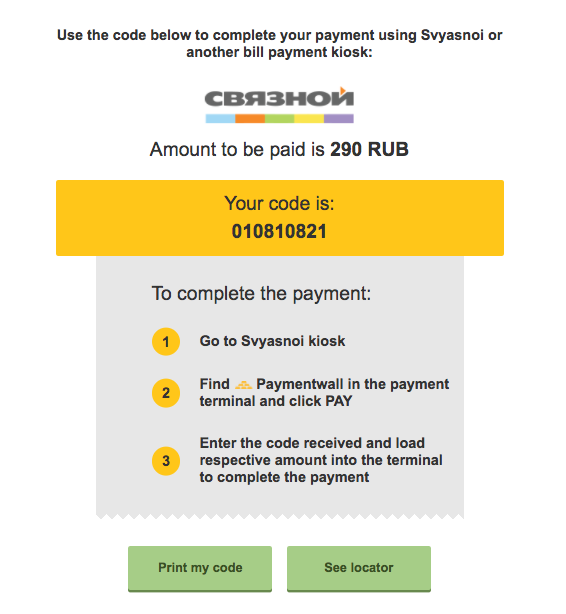 Use the code below to complete your payment using Svyasnoi or
another bill payment kiosk:
СВЯЗНОЙ
Amount to be paid is 290 RUB
Your code is:
010810821
To complete the payment:
1 Go to Svyasnoi kiosk
2 Find Paymentwall in the payment
terminal and click PAY
3 Enter the code received and load
respective amount into the terminal
to complete the payment
Print my code See locator